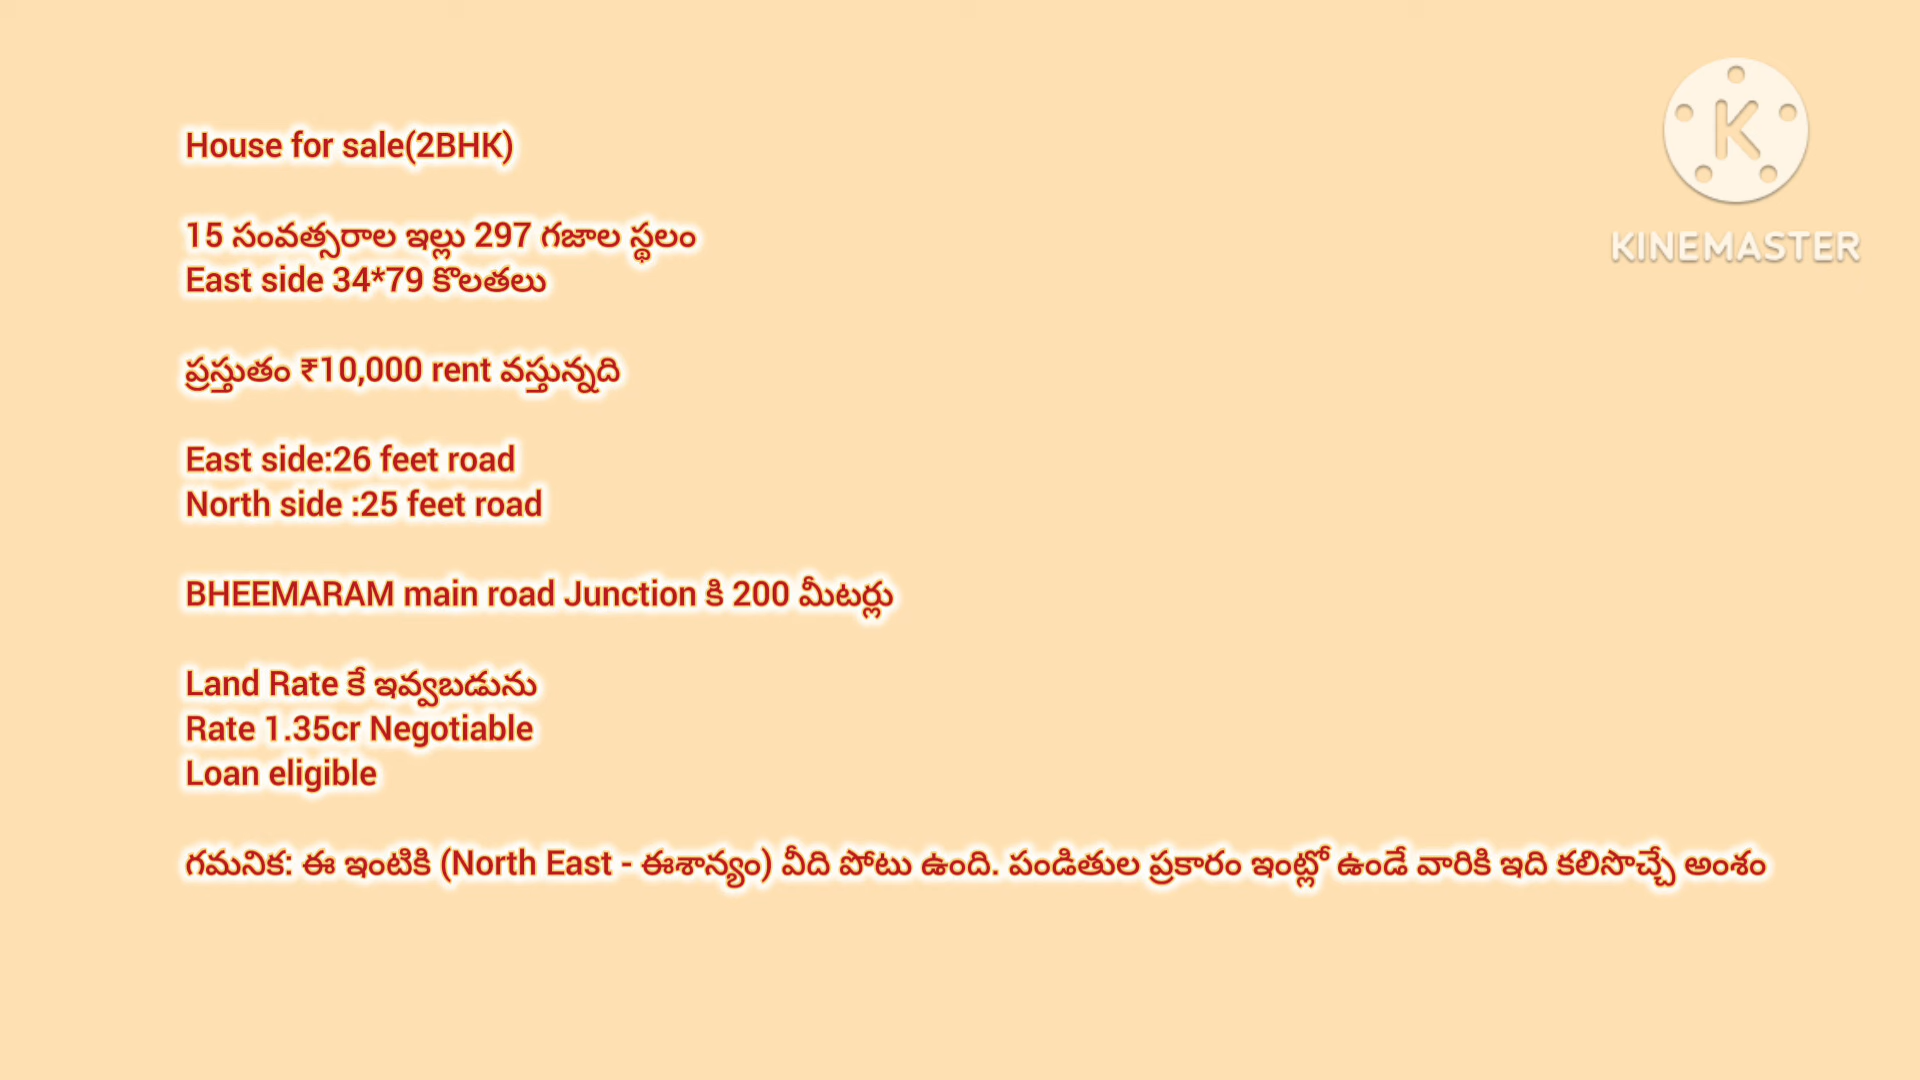 House for sale(2BHK)
15 సంవత్సరాల ఇల్లు 297 గజాల స్థలం
East side 34*79 కొలతలు
ప్రస్తుతం ₹10,000 rent వస్తున్నది
East side:26 feet road
North side :25 feet road
BHEEMARAM main road Junction కి 200 మీటర్లు
Land Rate కే ఇవ్వబడును
Rate 1.35cr Negotiable
Loan eligible
గమనిక: ఈ ఇంటికి (North East - ఈశాన్యం) వీది పోటు ఉంది. పండితుల ప్రకారం ఇంట్లో ఉండే వారికి ఇది కలిసొచ్చే అంశం
K
KINEMASTER